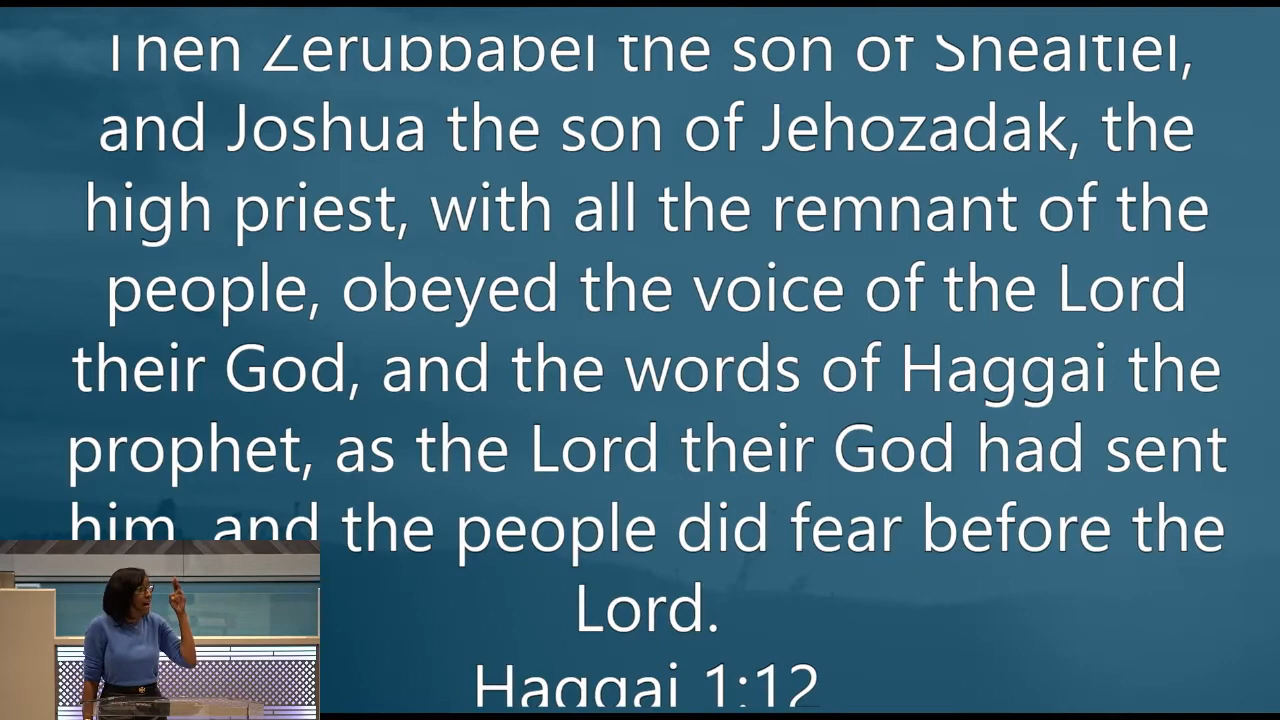 Then Zerubbabel the son of Shealtiel,
and Joshua the son of Jehozadak, the
high priest, with all the remnant of the
people, obeyed the voice of the Lord
their God, and the words of Haggai the
prophet, as the Lord their God had sent
him, and the people did fear before the
Lord.
Haggai 1:12